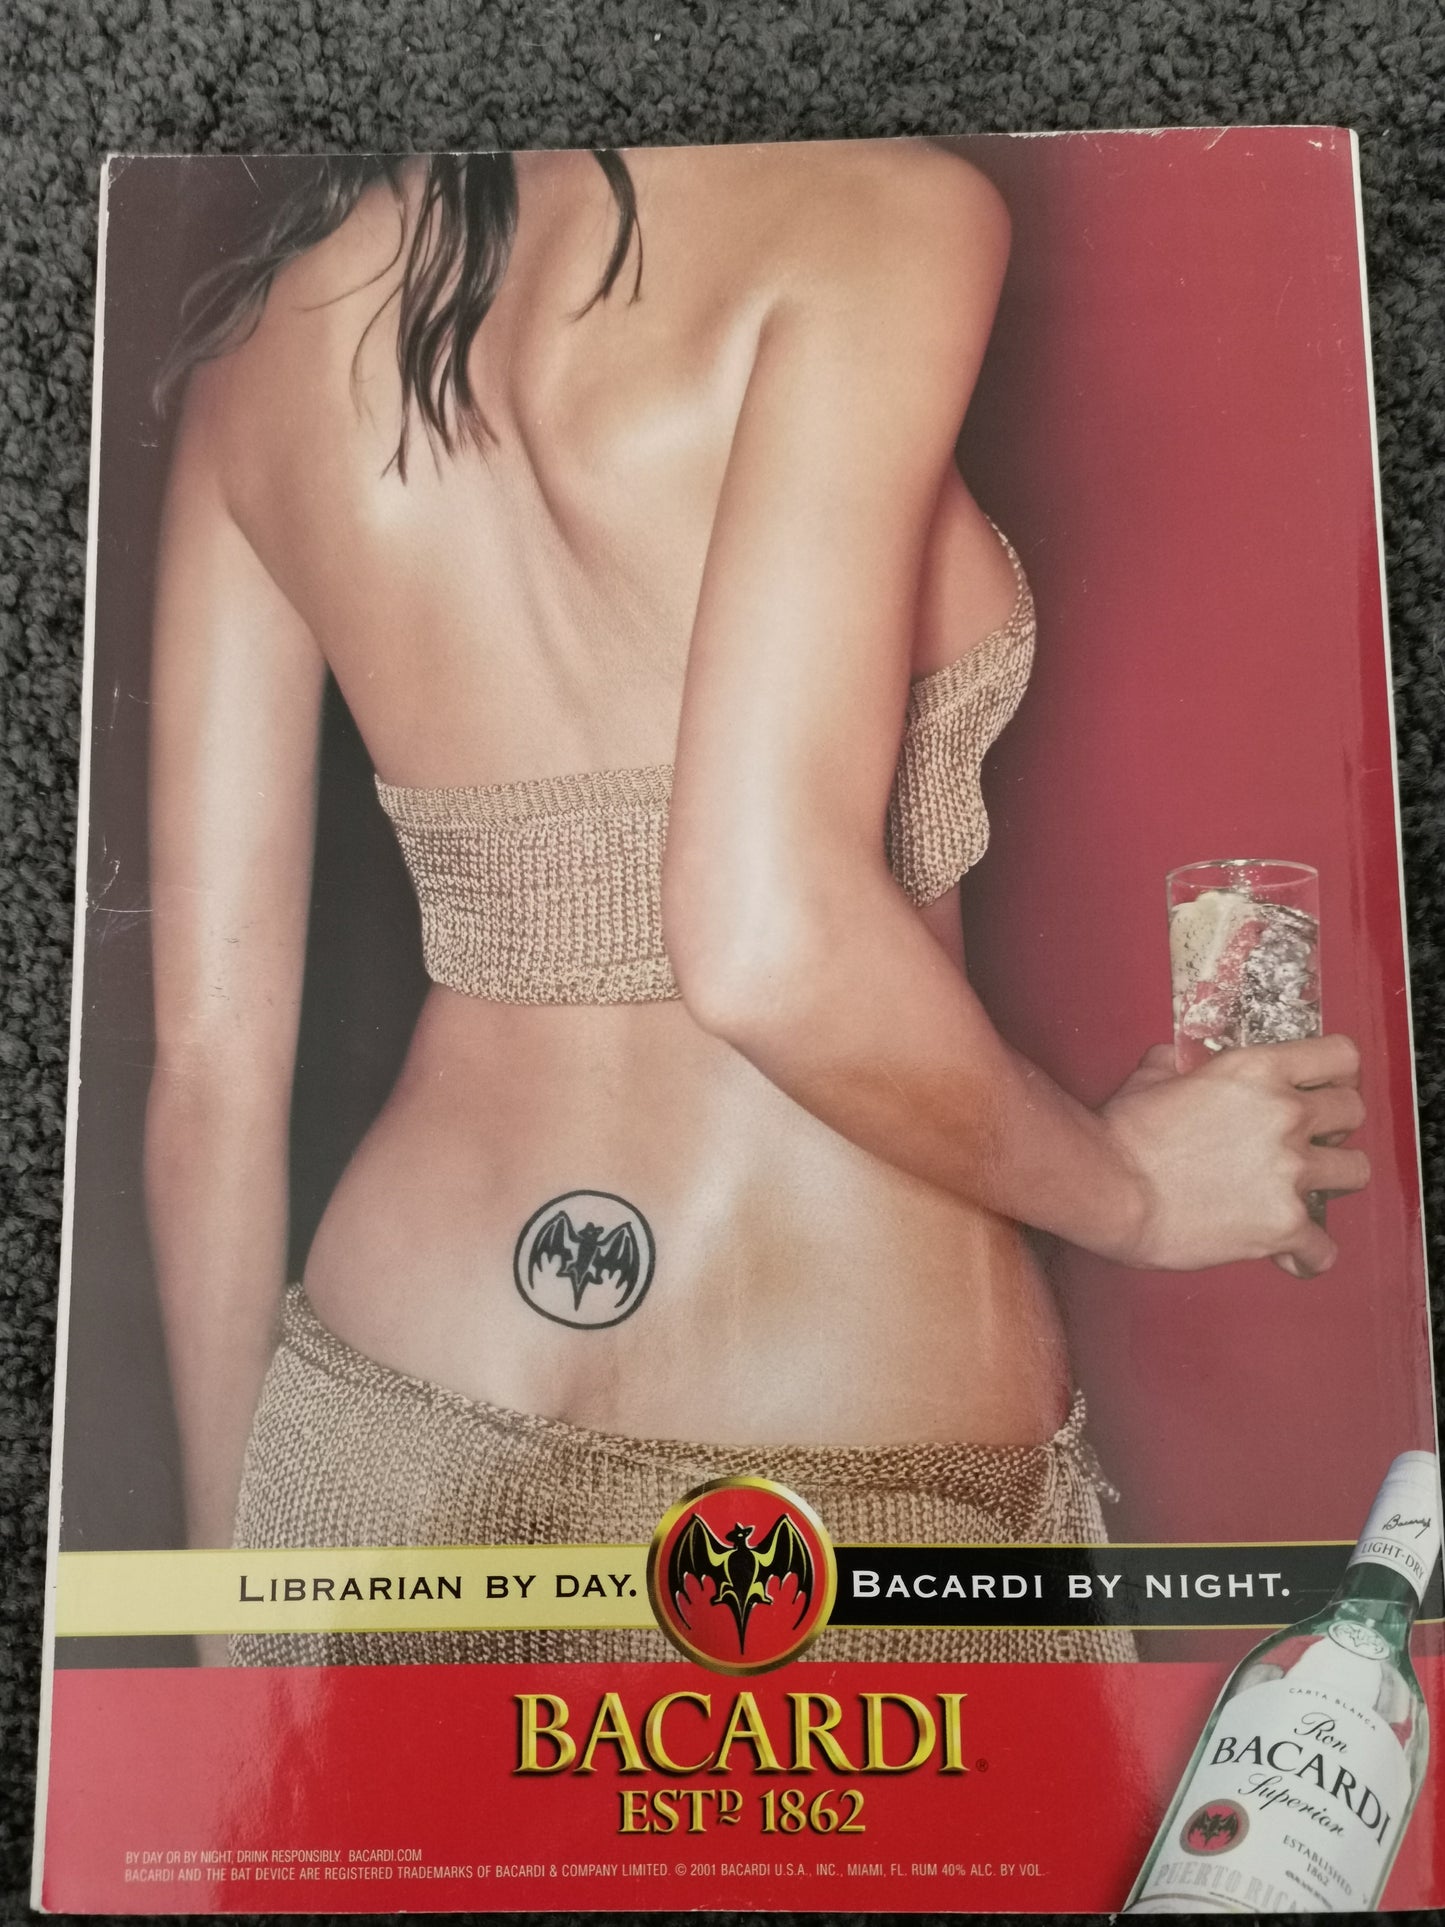 LIBRARIAN BY DAY. BACARDI BY NIGHT.
BACARDI®
ESTD 1862
BY DAY OR BY NIGHT, DRINK RESPONSIBLY. BACARDI.COM
BACARDI AND THE BAT DEVICE ARE REGISTERED TRADEMARKS OF BACARDI & COMPANY LIMITED. © 2001 BACARDI U.S.A., INC., MIAMI, FL. RUM 40% ALC. BY VOL.
Bacardi
LIGHT-DRY
CARTA BLANCA
Ron
BACARDI
Superior
ESTABLISHED
1862
PUERTO RICA